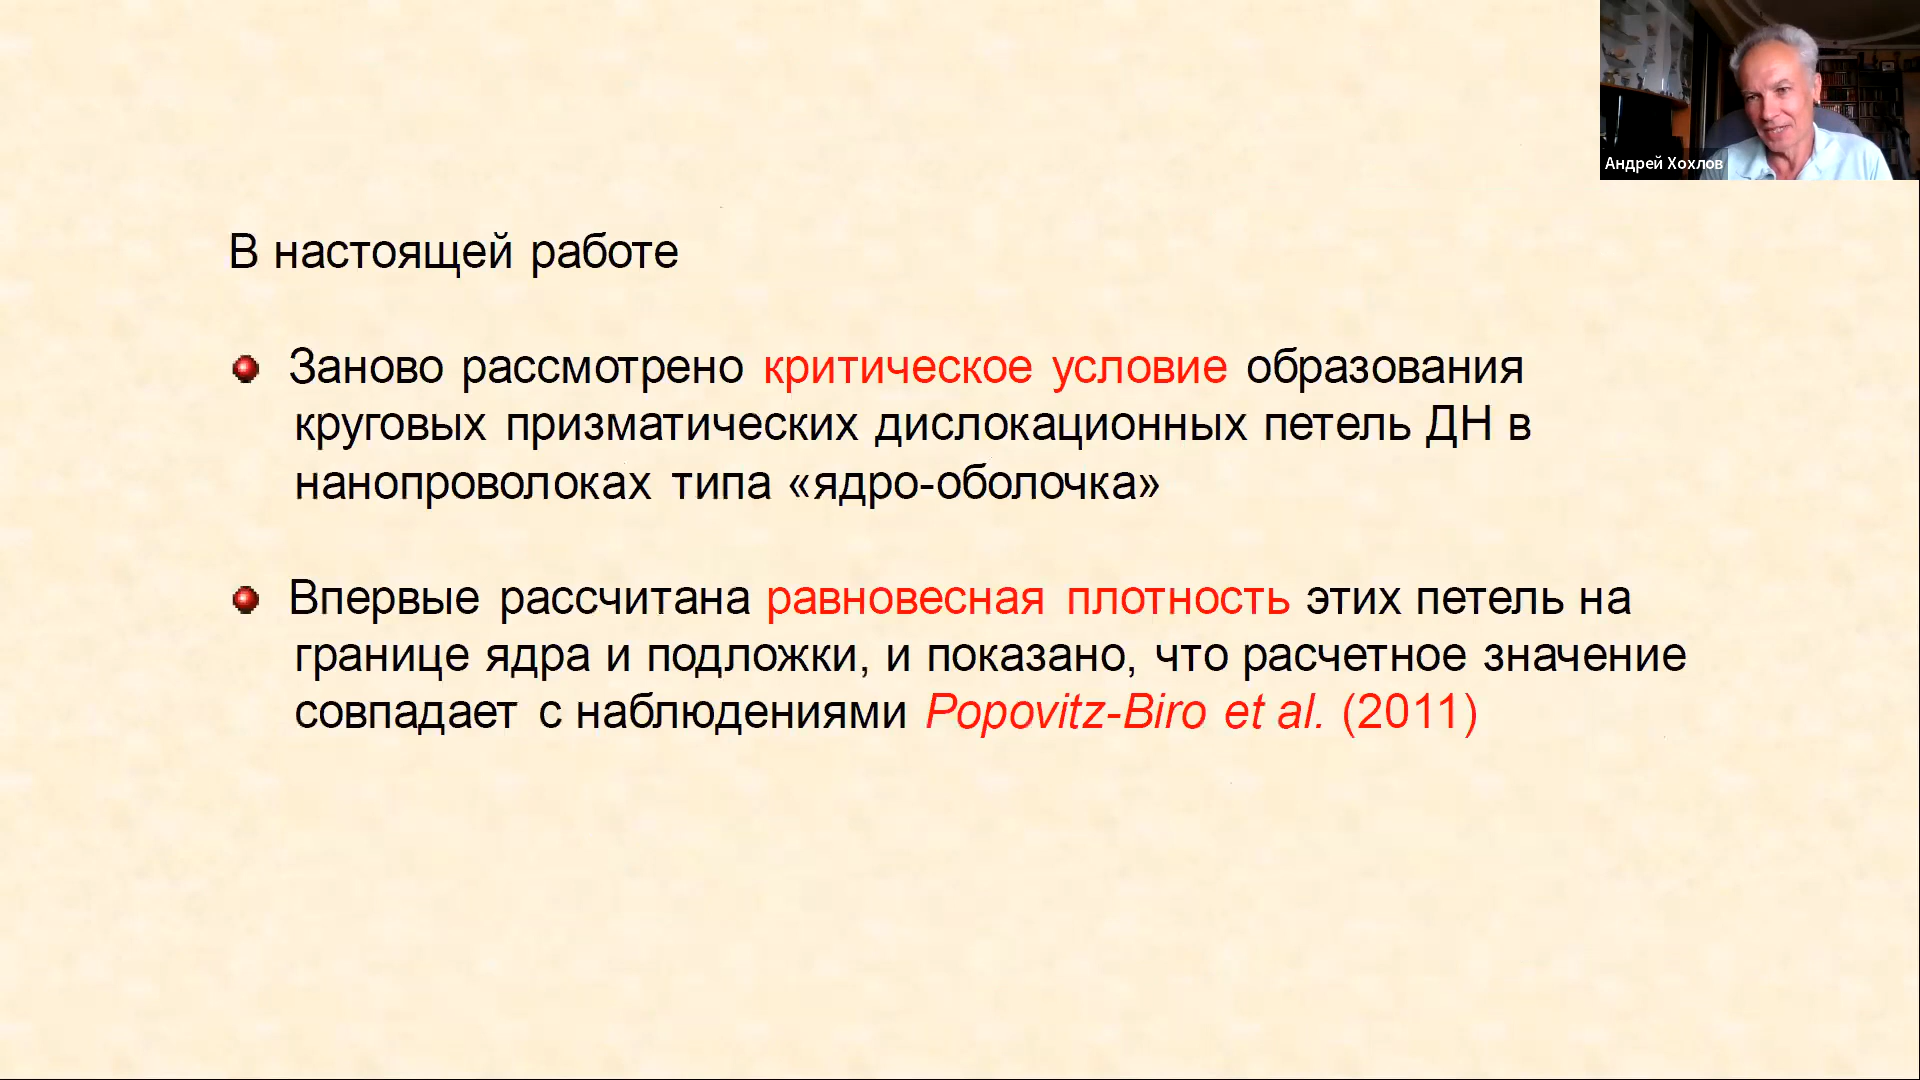 Андрей Хохлов
В настоящей работе
Заново рассмотрено критическое условие образования
круговых призматических дислокационных петель ДН в
нанопроволоках типа «ядро-оболочка»
Впервые рассчитана равновесная плотность этих петель на
границе ядра и подложки, и показано, что расчетное значение
совпадает с наблюдениями Popovitz-Biro et al. (2011)